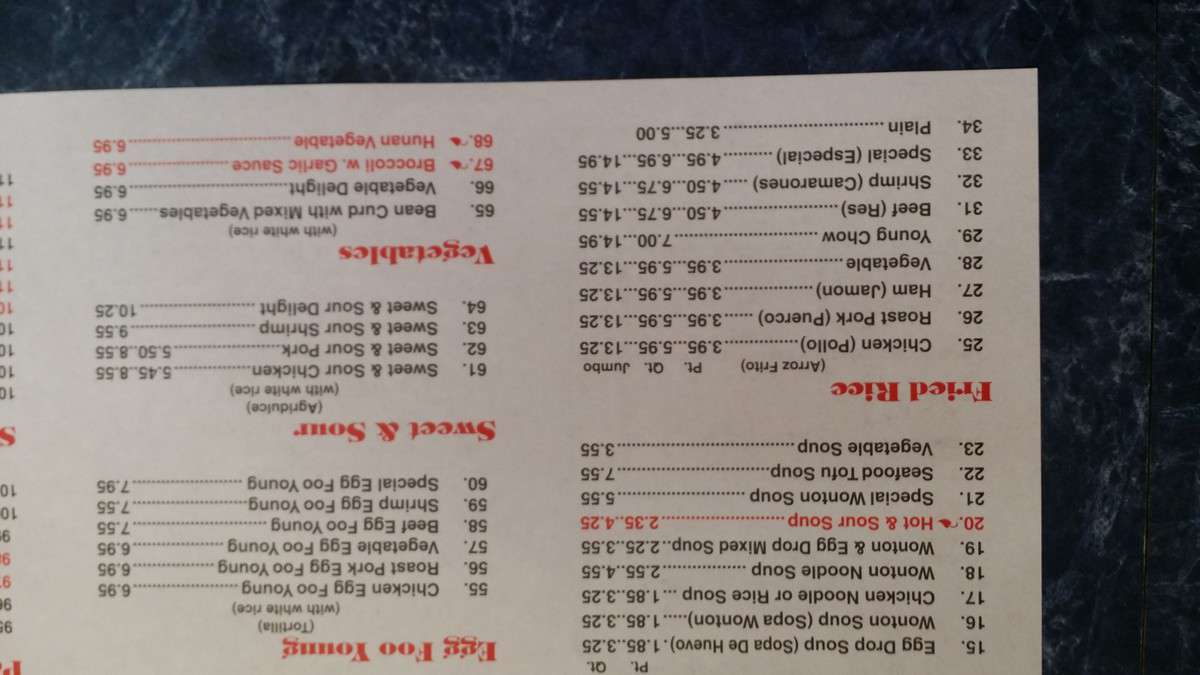 Pt. Qt.
15. Egg Drop Soup (Sopa De Huevo). 1.85..3.25
16. Wonton Soup (Sopa Wonton)..... 1.85..3.25
17. Chicken Noodle or Rice Soup ... 1.85..3.25
18. Wonton Noodle Soup ................. 2.55..4.55
19. Wonton & Egg Drop Mixed Soup.. 2.25..3.55
20. Hot & Sour Soup ......................... 2.35..4.25
21. Special Wonton Soup .......................... 5.55
22. Seafood Tofu Soup .............................. 7.55
23. Vegetable Soup ................................... 3.55
Fried Rice
(Arroz Frito) Pt. Qt. Jumbo
25. Chicken (Pollo) ............... 3.95...5.95...13.25
26. Roast Pork (Puerco) ...... 3.95...5.95...13.25
27. Ham (Jamon) ................. 3.95...5.95...13.25
28. Vegetable ...................... 3.95...5.95...13.25
29. Young Chow ........................... 7.00...14.95
31. Beef (Res) ..................... 4.50...6.75...14.55
32. Shrimp (Camarones) ..... 4.50...6.75...14.55
33. Special (Especial) .......... 4.95...6.95...14.95
34. Plain ............................... 3.25...5.00
Egg Foo Young
(Tortilla)
(with white rice)
55. Chicken Egg Foo Young ...................... 6.95
56. Roast Pork Egg Foo Young ................. 6.95
57. Vegetable Egg Foo Young ................... 6.95
58. Beef Egg Foo Young ............................ 7.55
59. Shrimp Egg Foo Young ........................ 7.55
60. Special Egg Foo Young ....................... 7.95
Sweet & Sour
(Agridulce)
(with white rice)
61. Sweet & Sour Chicken ............... 5.45..8.55
62. Sweet & Sour Pork ..................... 5.50..8.55
63. Sweet & Sour Shrimp .......................... 9.55
64. Sweet & Sour Delight ........................ 10.25
Vegetables
(with white rice)
65. Bean Curd with Mixed Vegetables ...... 6.95
66. Vegetable Delight ................................ 6.95
67. Broccoli w. Garlic Sauce ..................... 6.95
68. Hunan Vegetable ................................. 6.95